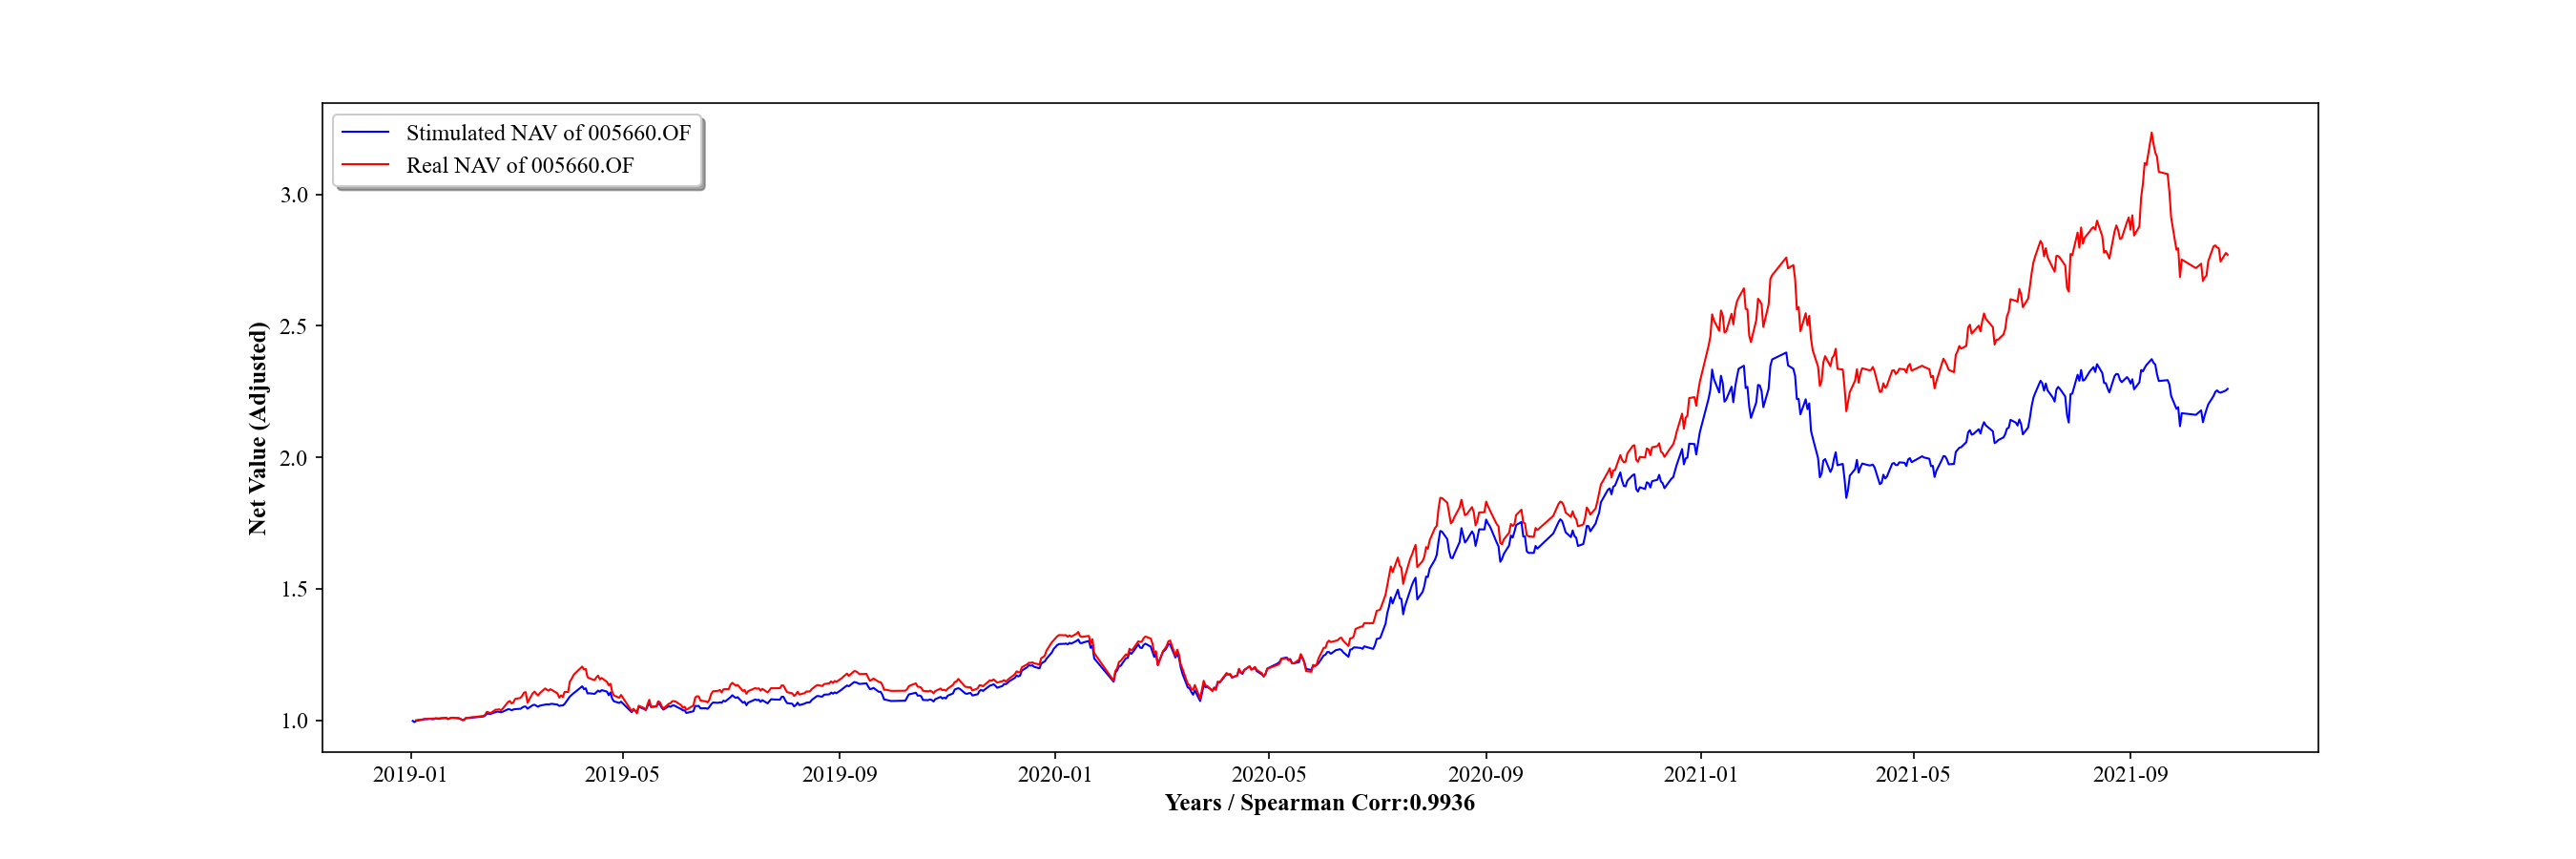 Stimulated NAV of 005660.OF
Real NAV of 005660.OF
Net Value (Adjusted)
3.0
2.5
2.0
1.5
1.0
2019-01 2019-05 2019-09 2020-01 2020-05 2020-09 2021-01 2021-05 2021-09
Years / Spearman Corr:0.9936